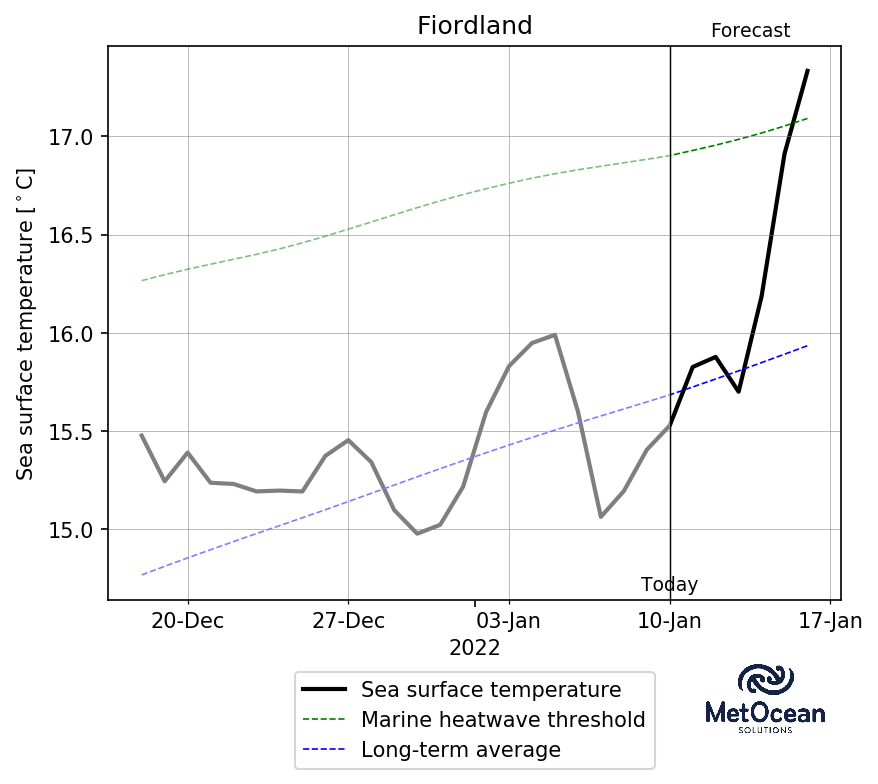 Fiordland
Forecast
Sea surface temperature [°C]
17.0
16.5
16.0
15.5
15.0
Today
20-Dec
27-Dec
03-Jan
10-Jan
17-Jan
2022
Sea surface temperature
Marine heatwave threshold
Long-term average
MetOcean
SOLUTIONS